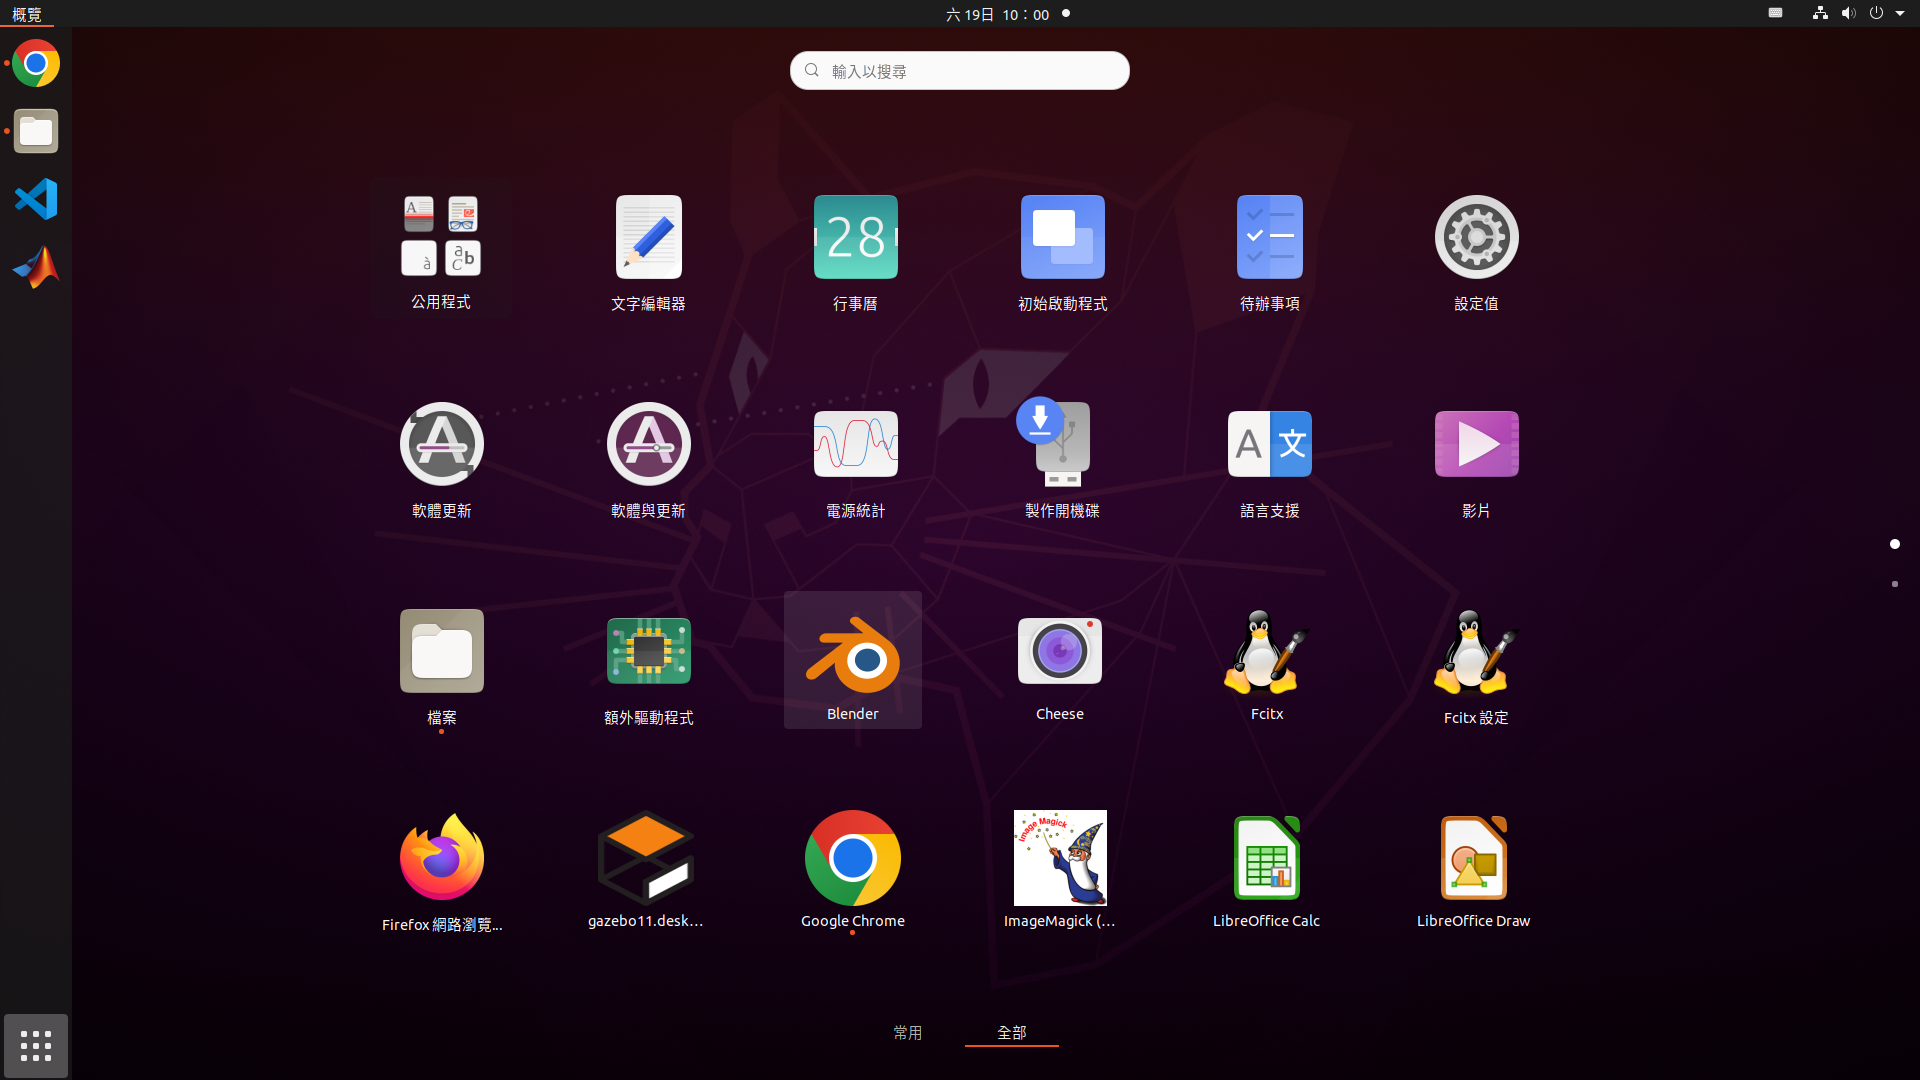 概覽
六 19日 10：00
輸入以搜尋
公用程式
文字編輯器
28
行事曆
初始啟動程式
待辦事項
設定值
軟體更新
軟體與更新
電源統計
製作開機碟
A 文
語言支援
影片
檔案
額外驅動程式
Blender
Cheese
Fcitx
Fcitx 設定
Firefox 網路瀏覽...
gazebo11.desk...
Google Chrome
Image Magick
ImageMagick (...
LibreOffice Calc
LibreOffice Draw
常用
全部